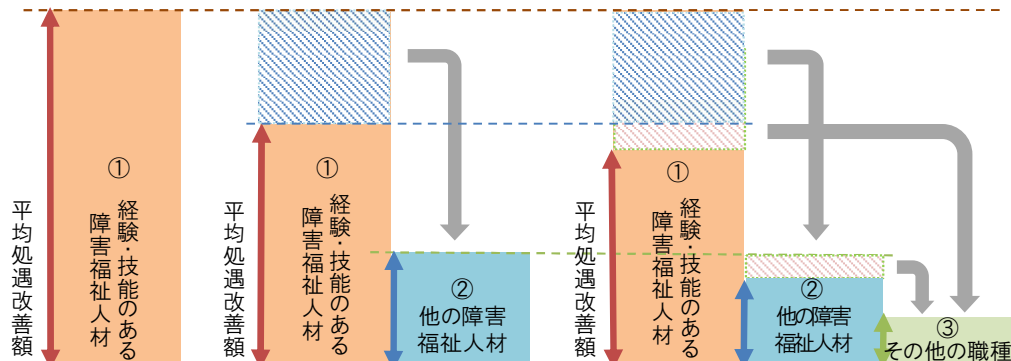 平均処遇改善額
①
経験・技能のある
障害福祉人材
平均処遇改善額
①
経験・技能のある
障害福祉人材
②
他の障害
福祉人材
平均処遇改善額
①
経験・技能のある
障害福祉人材
②
他の障害
福祉人材
③
その他の職種